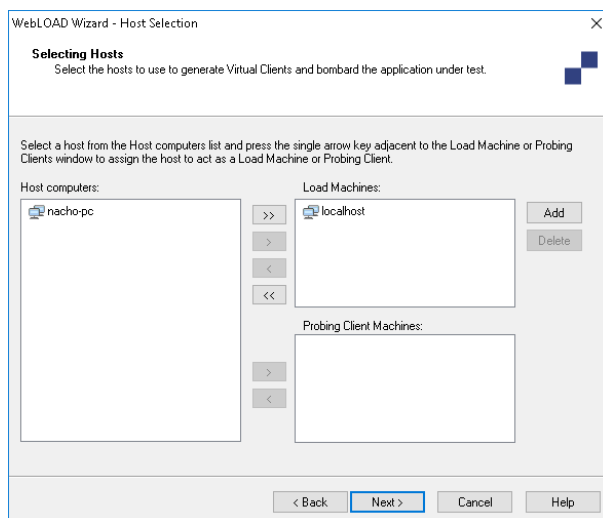 WebLOAD Wizard - Host Selection
Selecting Hosts
Select the hosts to use to generate Virtual Clients and bombard the application under test.
Select a host from the Host computers list and press the single arrow key adjacent to the Load Machine or Probing
Clients window to assign the host to act as a Load Machine or Probing Client.
Host computers:
Load Machines:
nacho-pc
>>
localhost
Add
>
Delete
<
<<
Probing Client Machines:
>
<
< Back
Next >
Cancel
Help